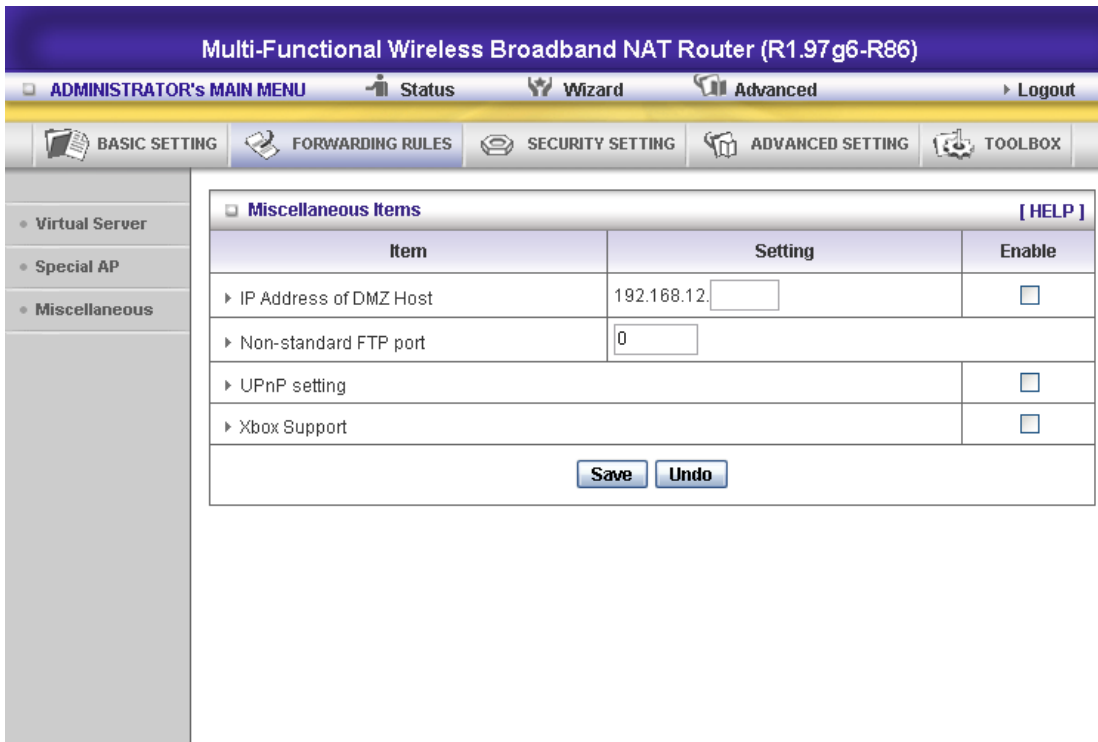 Multi-Functional Wireless Broadband NAT Router (R1.97g6-R86)
ADMINISTRATOR's MAIN MENU Status Wizard Advanced Logout
BASIC SETTING FORWARDING RULES SECURITY SETTING ADVANCED SETTING TOOLBOX
Virtual Server
Special AP
Miscellaneous
Miscellaneous Items [ HELP ]
Item Setting Enable
IP Address of DMZ Host 192.168.12.
Non-standard FTP port 0
UPnP setting
Xbox Support
Save Undo